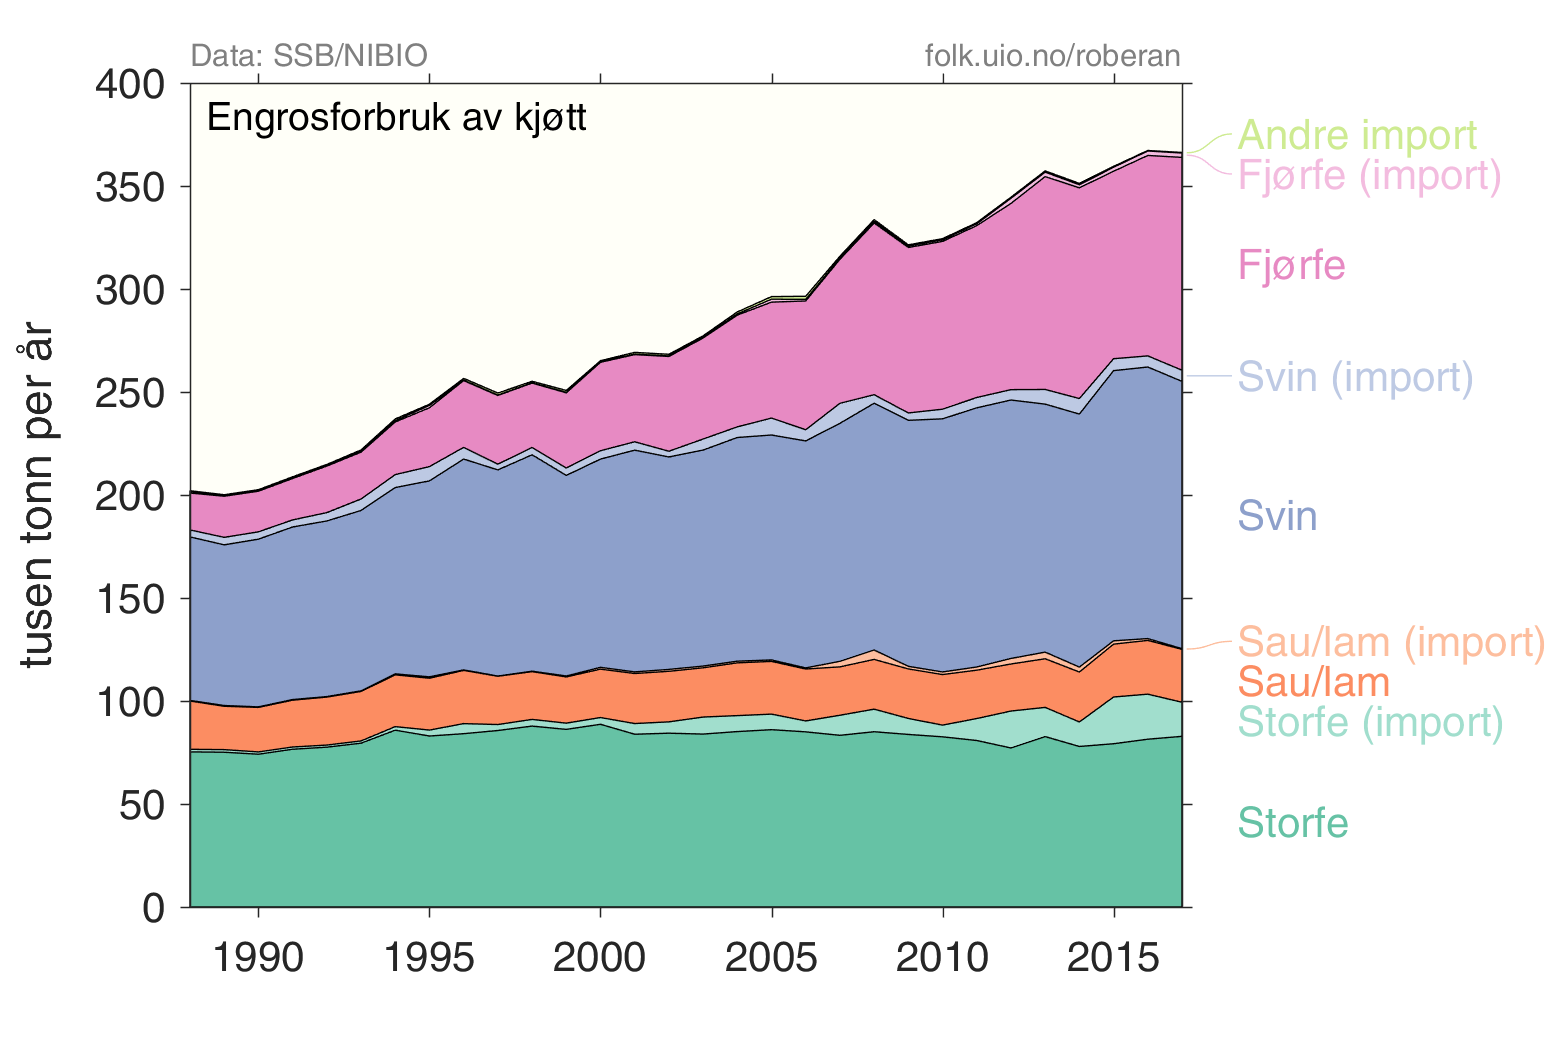 Data: SSB/NIBIO
folk.uio.no/roberan
Engrosforbruk av kjøtt
tusen tonn per år
400
350
300
250
200
150
100
50
0
1990
1995
2000
2005
2010
2015
Andre import
Fjørfe (import)
Fjørfe
Svin (import)
Svin
Sau/lam (import)
Sau/lam
Storfe (import)
Storfe